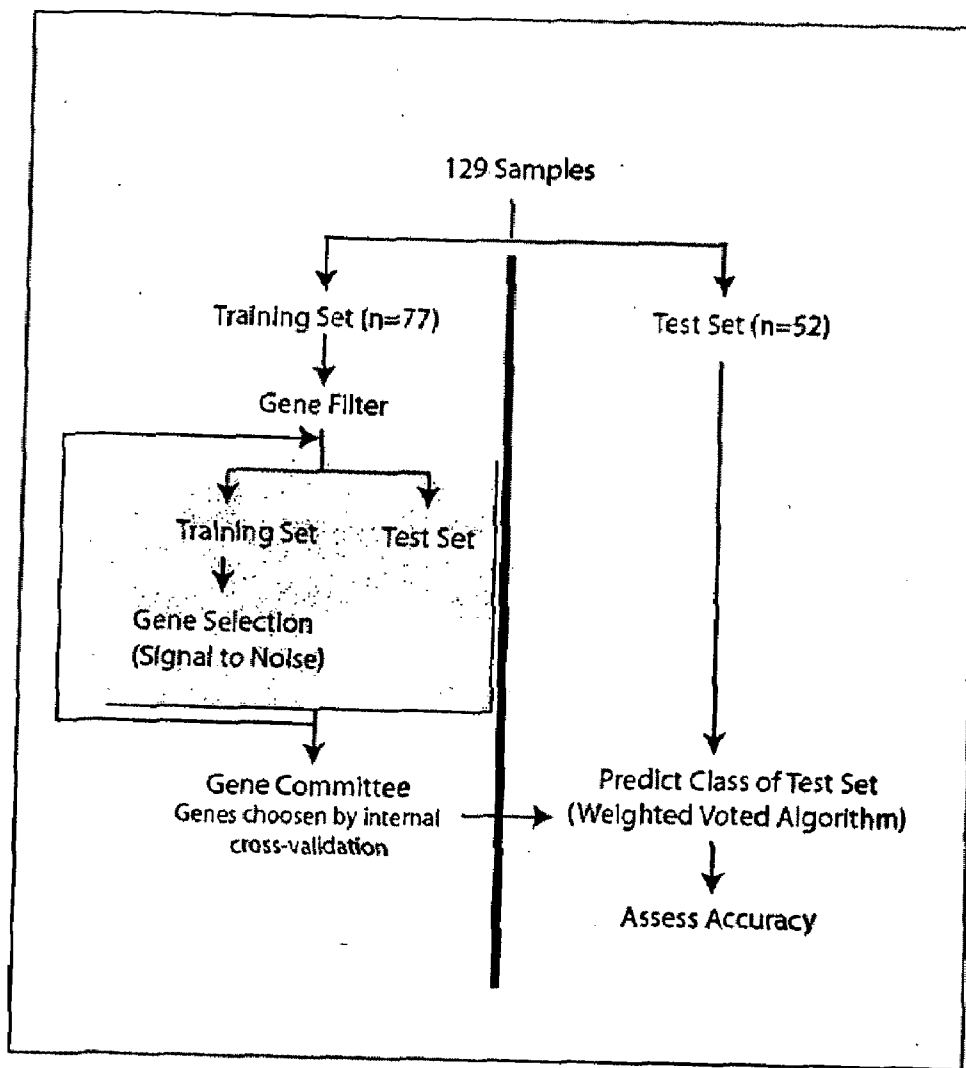 129 Samples
Training Set (n=77)
Test Set (n=52)
Gene Filter
Training Set
Test Set
Gene Selection
(Signal to Noise)
Gene Committee
Genes choosen by internal
cross-validation
Predict Class of Test Set
(Weighted Voted Algorithm)
Assess Accuracy